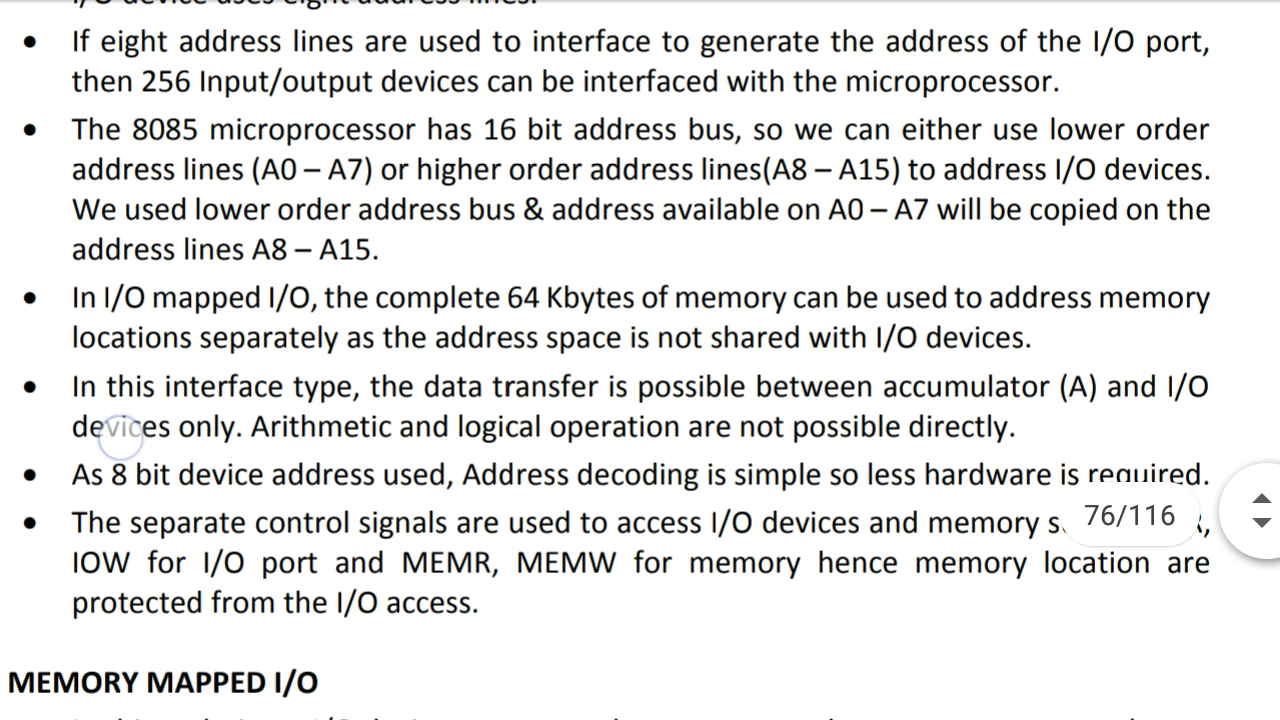 I/O device uses eight address lines.
• If eight address lines are used to interface to generate the address of the I/O port,
then 256 Input/output devices can be interfaced with the microprocessor.
• The 8085 microprocessor has 16 bit address bus, so we can either use lower order
address lines (A0 – A7) or higher order address lines(A8 – A15) to address I/O devices.
We used lower order address bus & address available on A0 – A7 will be copied on the
address lines A8 – A15.
• In I/O mapped I/O, the complete 64 Kbytes of memory can be used to address memory
locations separately as the address space is not shared with I/O devices.
• In this interface type, the data transfer is possible between accumulator (A) and I/O
devices only. Arithmetic and logical operation are not possible directly.
• As 8 bit device address used, Address decoding is simple so less hardware is required.
• The separate control signals are used to access I/O devices and memory
76/116
IOW for I/O port and MEMR, MEMW for memory hence memory location are
protected from the I/O access.
MEMORY MAPPED I/O